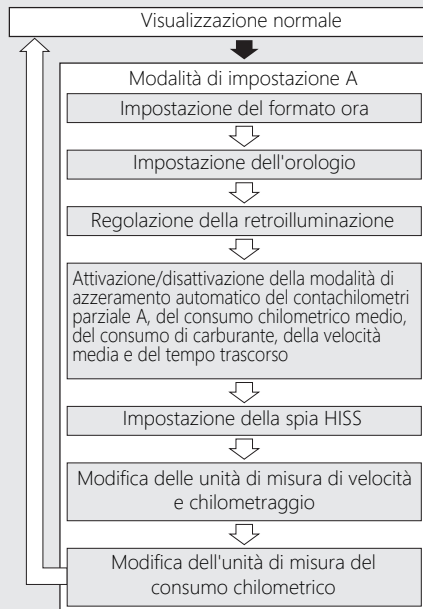 Visualizzazione normale
Modalità di impostazione A
Impostazione del formato ora
Impostazione dell'orologio
Regolazione della retroilluminazione
Attivazione/disattivazione della modalità di
azzeramento automatico del contachilometri
parziale A, del consumo chilometrico medio,
del consumo di carburante, della velocità
media e del tempo trascorso
Impostazione della spia HISS
Modifica delle unità di misura di velocità
e chilometraggio
Modifica dell'unità di misura del
consumo chilometrico